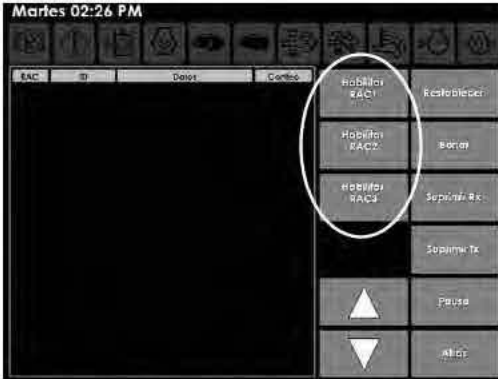 Martes 02:26 PM
RAC ID Datos Conteo
Habilitar
RAC1
Restablecer
Habilitar
RAC2
Borrar
Habilitar
RAC3
Suprimir Rx
Suprimir Tx
Pausa
Atrás